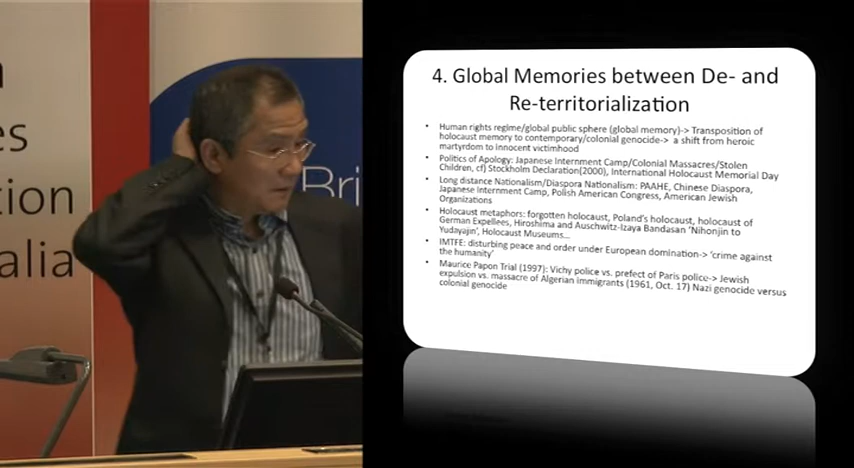 es
tion
alia
Bri
4. Global Memories between De- and
Re-territorialization
• Human rights regime/global public sphere (global memory)-> Transposition of
holocaust memory to contemporary/colonial genocide-> a shift from heroic
martyrdom to innocent victimhood
• Politics of Apology: Japanese Internment Camp/Colonial Massacres/Stolen
Children, cf) Stockholm Declaration(2000), International Holocaust Memorial Day
• Long distance Nationalism/Diaspora Nationalism: PAAHE, Chinese Diaspora,
Japanese Internment Camp, Polish American Congress, American Jewish
Organizations
• Holocaust metaphors: forgotten holocaust, Poland's holocaust, holocaust of
German Expellees, Hiroshima and Auschwitz-Izaya Bandasan 'Nihonjin to
Yudayajin', Holocaust Museums...
• IMTFE: disturbing peace and order under European domination-> 'crime against
the humanity'
• Maurice Papon Trial (1997): Vichy police vs. prefect of Paris police-> Jewish
expulsion vs. massacre of Algerian immigrants (1961, Oct. 17) Nazi genocide versus
colonial genocide